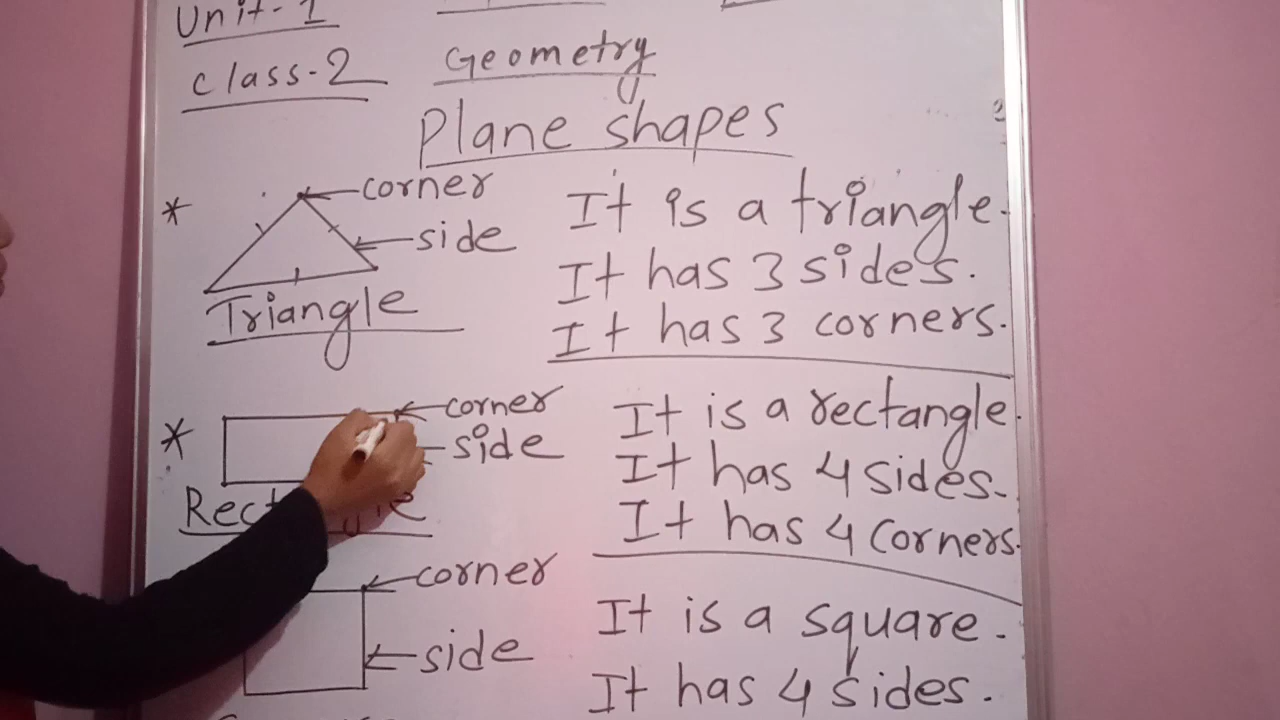 Unit-1
Class-2
Geometry
Plane shapes
* corner
side
Triangle
It is a triangle.
It has 3 sides.
It has 3 corners.
* corner
side
It is a rectangle.
It has 4 sides.
It has 4 corners.
corner
side
It is a square.
It has 4 sides.